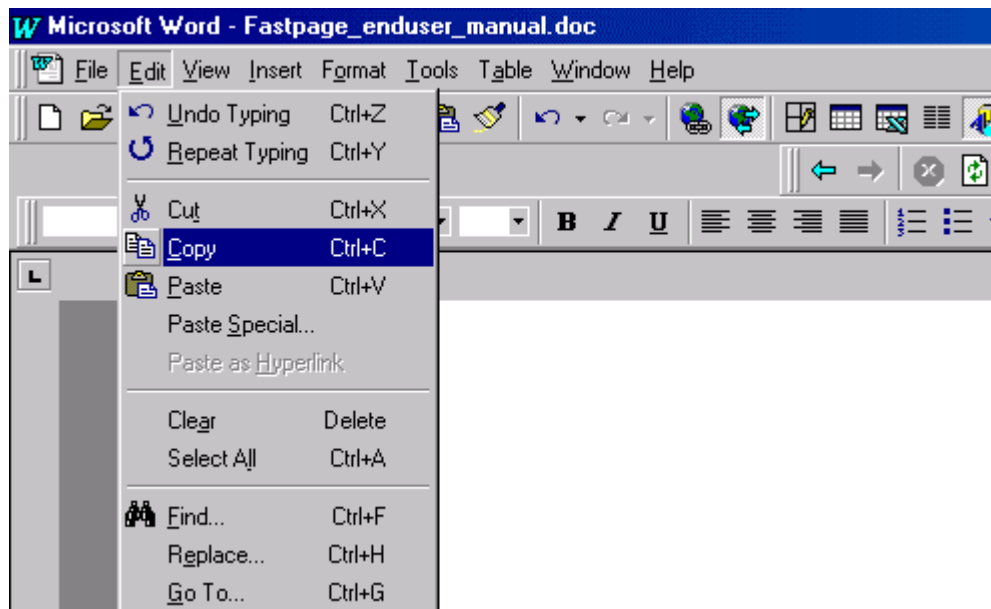 Microsoft Word - Fastpage_enduser_manual.doc
File Edit View Insert Format Tools Table Window Help
Undo Typing Ctrl+Z
Repeat Typing Ctrl+Y
Cut Ctrl+X
B I U
Copy Ctrl+C
Paste Ctrl+V
Paste Special...
Paste as Hyperlink
Clear Delete
Select All Ctrl+A
Find... Ctrl+F
Replace... Ctrl+H
Go To... Ctrl+G